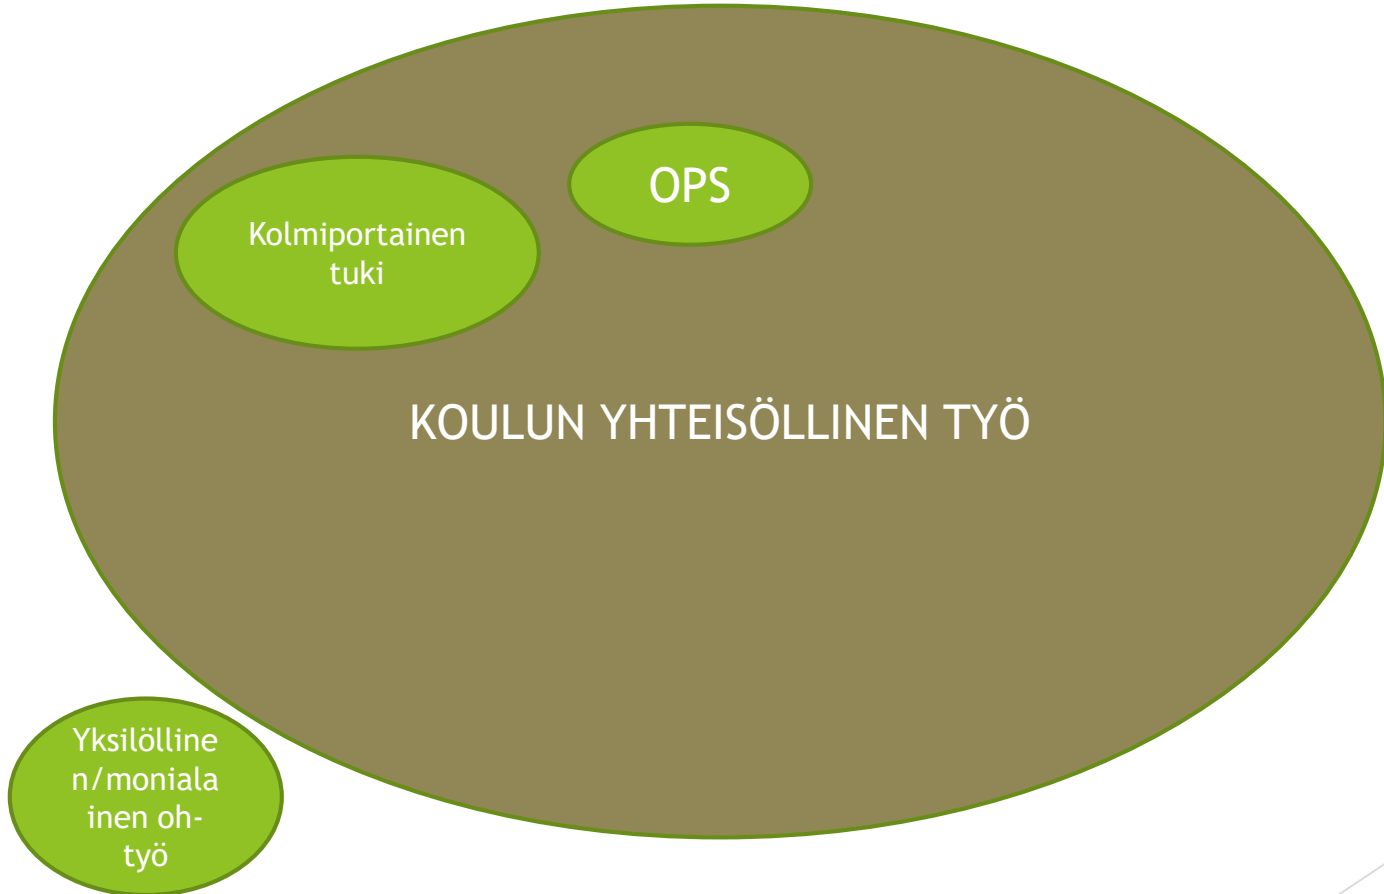 OPS
Kolmiportainen
tuki
KOULUN YHTEISÖLLINEN TYÖ
Yksilölline
n/moniala
inen oh-
työ